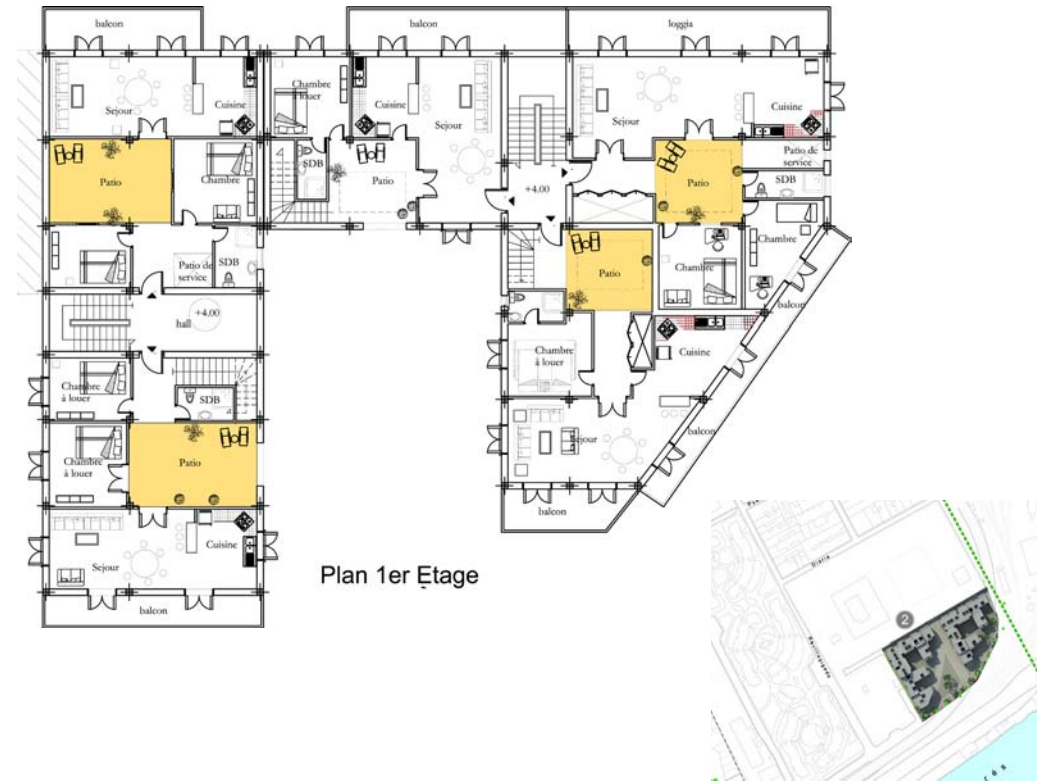 balcon
balcon
loggia
Chambre
à louer
Sejour
Cuisine
Cuisine
Sejour
Sejour
Cuisine
Patio de
service
SDB
SDB
Patio
Chambre
Patio
+4.00
Patio
Chambre
Chambre
Patio de
service
SDB
Patio
balcon
+4.00
hall
Chambre
à louer
Cuisine
Chambre
à louer
SDB
balcon
Sejour
Chambre
à louer
Patio
balcon
Sejour
Cuisine
balcon
Plan 1er Etage
2